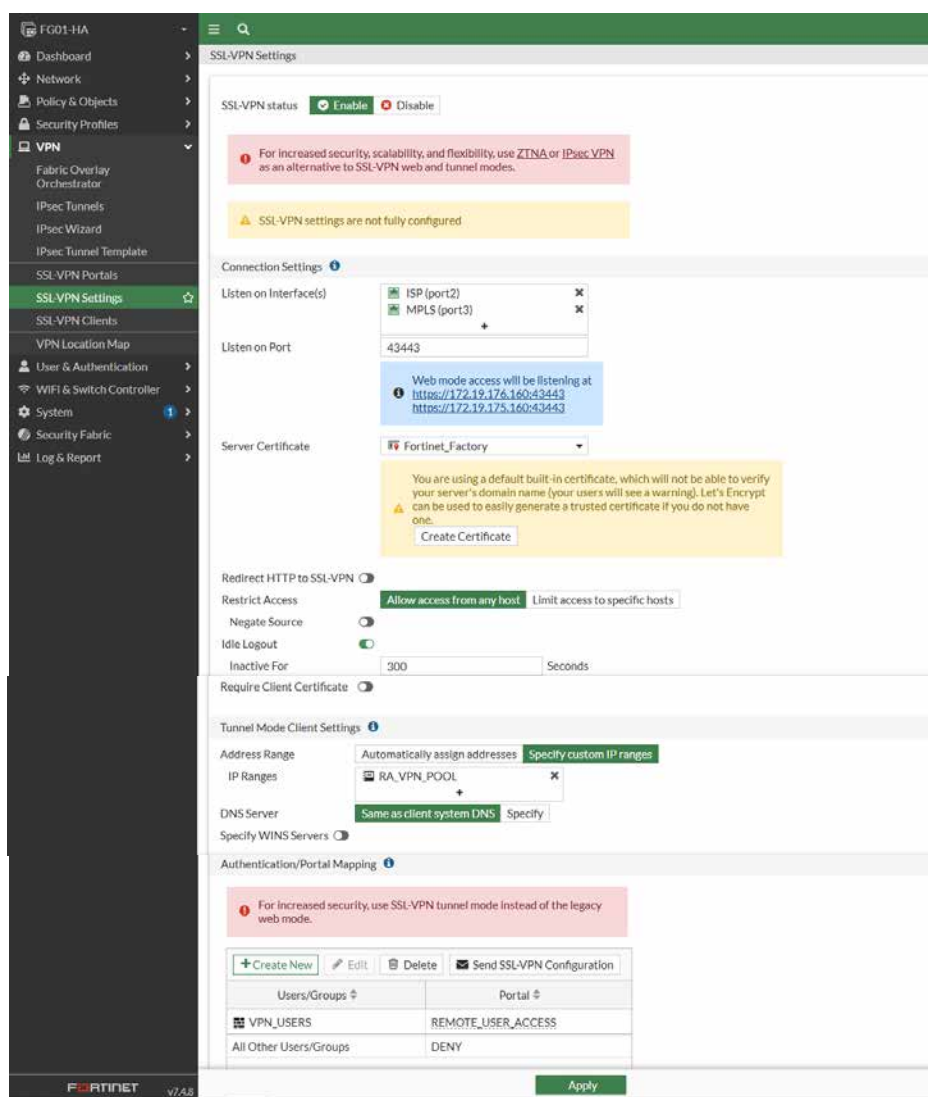 FG01-HA
Dashboard
Network
Policy & Objects
Security Profiles
VPN
Fabric Overlay
Orchestrator
IPsec Tunnels
IPsec Wizard
IPsec Tunnel Template
SSL-VPN Portals
SSL-VPN Settings
SSL-VPN Clients
VPN Location Map
User & Authentication
WiFi & Switch Controller
System 1
Security Fabric
Log & Report
FORTINET v7.4.8
SSL-VPN Settings
SSL-VPN status Enable Disable
For increased security, scalability, and flexibility, use ZTNA or IPsec VPN
as an alternative to SSL-VPN web and tunnel modes.
SSL-VPN settings are not fully configured
Connection Settings
Listen on Interface(s) ISP (port2)
MPLS (port3)
+
Listen on Port 43443
Web mode access will be listening at
https://172.19.176.160:43443
https://172.19.175.160:43443
Server Certificate Fortinet_Factory
You are using a default built-in certificate, which will not be able to verify
your server's domain name (your users will see a warning). Let's Encrypt
can be used to easily generate a trusted certificate if you do not have
one.
Create Certificate
Redirect HTTP to SSL-VPN
Restrict Access Allow access from any host Limit access to specific hosts
Negate Source
Idle Logout
Inactive For 300 Seconds
Require Client Certificate
Tunnel Mode Client Settings
Address Range Automatically assign addresses Specify custom IP ranges
IP Ranges RA_VPN_POOL
+
DNS Server Same as client system DNS Specify
Specify WINS Servers
Authentication/Portal Mapping
For increased security, use SSL-VPN tunnel mode instead of the legacy
web mode.
+ Create New Edit Delete Send SSL-VPN Configuration
Users/Groups Portal
VPN_USERS REMOTE_USER_ACCESS
All Other Users/Groups DENY
Apply